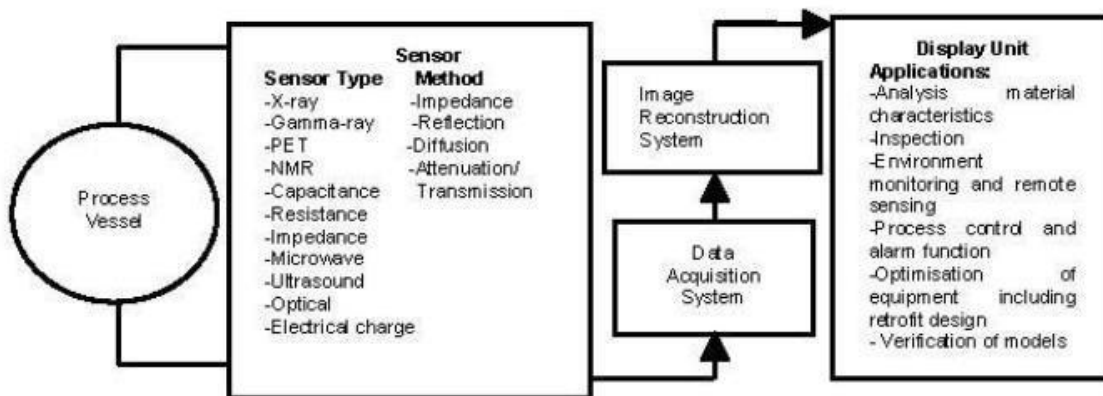 Process
Vessel
Sensor
Sensor Type Method
-X-ray
-Gamma-ray
-PET
-NMR
-Capacitance
-Resistance
-Impedance
-Microwave
-Ultrasound
-Optical
-Electrical charge
-Impedance
-Reflection
-Diffusion
-Attenuation/
Transmission
Image
Reconstruction
System
Data
Acquisition
System
Display Unit
Applications:
-Analysis material
characteristics
-Inspection
-Environment
monitoring and remote
sensing
-Process control and
alarm function
-Optimisation of
equipment including
retrofit design
- Verification of models